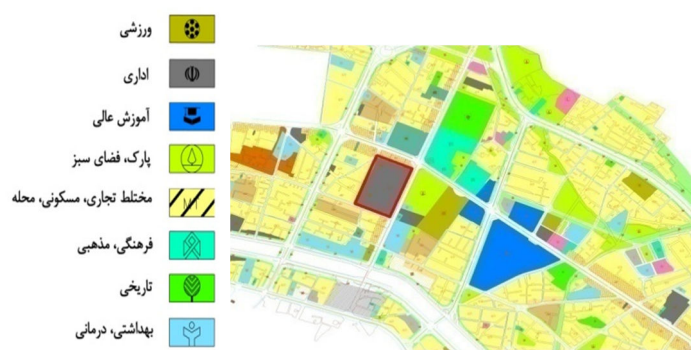 ورزشی
اداری
آموزش عالی
پارک، فضای سبز
مختلط تجاری، مسکونی، محله
فرهنگی، مذهبی
تاریخی
بهداشتی، درمانی